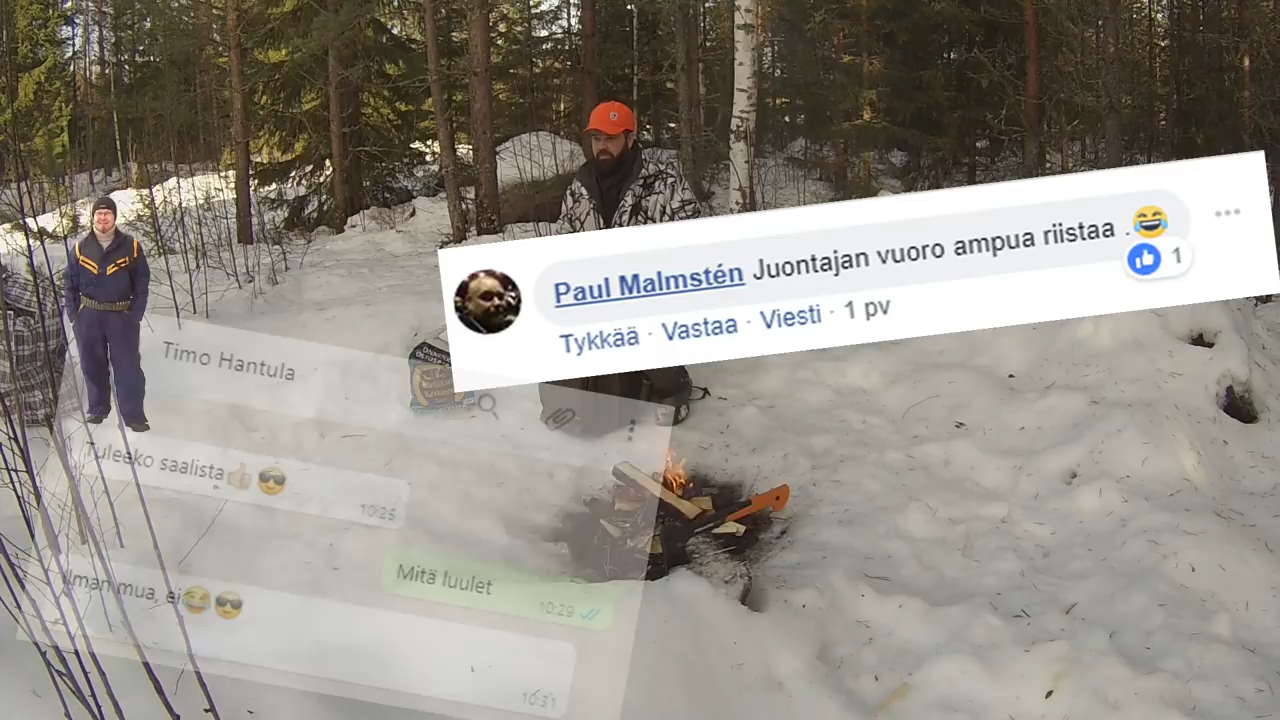 Paul Malmstén Juontajan vuoro ampua riistaa .😂
1
Tykkää · Vastaa · Viesti · 1 pv
Timo Hantula
Tuleeko saalista👍😎
10:25
Mitä luulet
10:29
Ilman mua, ei😂😎
10:31